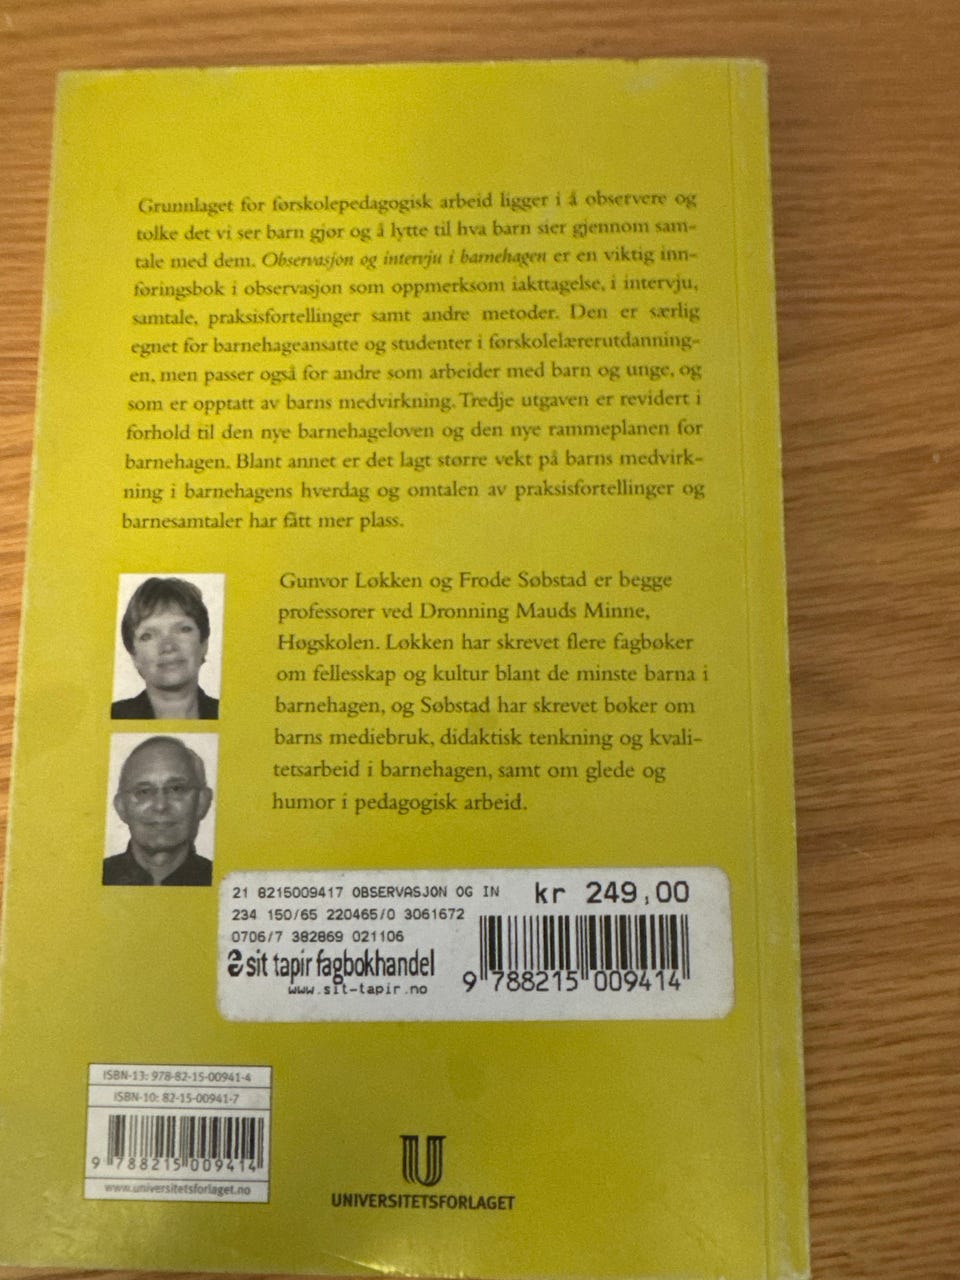 Grunnlaget for førskolepedagogisk arbeid ligger i å observere og
tolke det vi ser barn gjør og å lytte til hva barn sier gjennom sam-
tale med dem. Observasjon og intervju i barnehagen er en viktig inn-
føringsbok i observasjon som oppmerksom iakttagelse, i intervju,
samtale, praksisfortellinger samt andre metoder. Den er særlig
egnet for barnehageansatte og studenter i førskolelærerutdanning-
en, men passer også for andre som arbeider med barn og unge, og
som er opptatt av barns medvirkning. Tredje utgaven er revidert i
forhold til den nye barnehageloven og den nye rammeplanen for
barnehagen. Blant annet er det lagt større vekt på barns medvirk-
ning i barnehagens hverdag og omtalen av praksisfortellinger og
barnesamtaler har fått mer plass.
Gunvor Løkken og Frode Søbstad er begge
professorer ved Dronning Mauds Minne,
Høgskolen. Løkken har skrevet flere fagbøker
om fellesskap og kultur blant de minste barna i
barnehagen, og Søbstad har skrevet bøker om
barns mediebruk, didaktisk tenkning og kvali-
tetsarbeid i barnehagen, samt om glede og
humor i pedagogisk arbeid.
21 8215009417 OBSERVASJON OG IN kr 249,00
234 150/65 220465/0 3061672
0706/7 382869 021106
sit tapir fagbokhandel
www.sit-tapir.no
9 788215 009414
ISBN-13: 978-82-15-00941-4
ISBN-10: 82-15-00941-7
9 788215 009414
www.universitetsforlaget.no
UNIVERSITETSFORLAGET